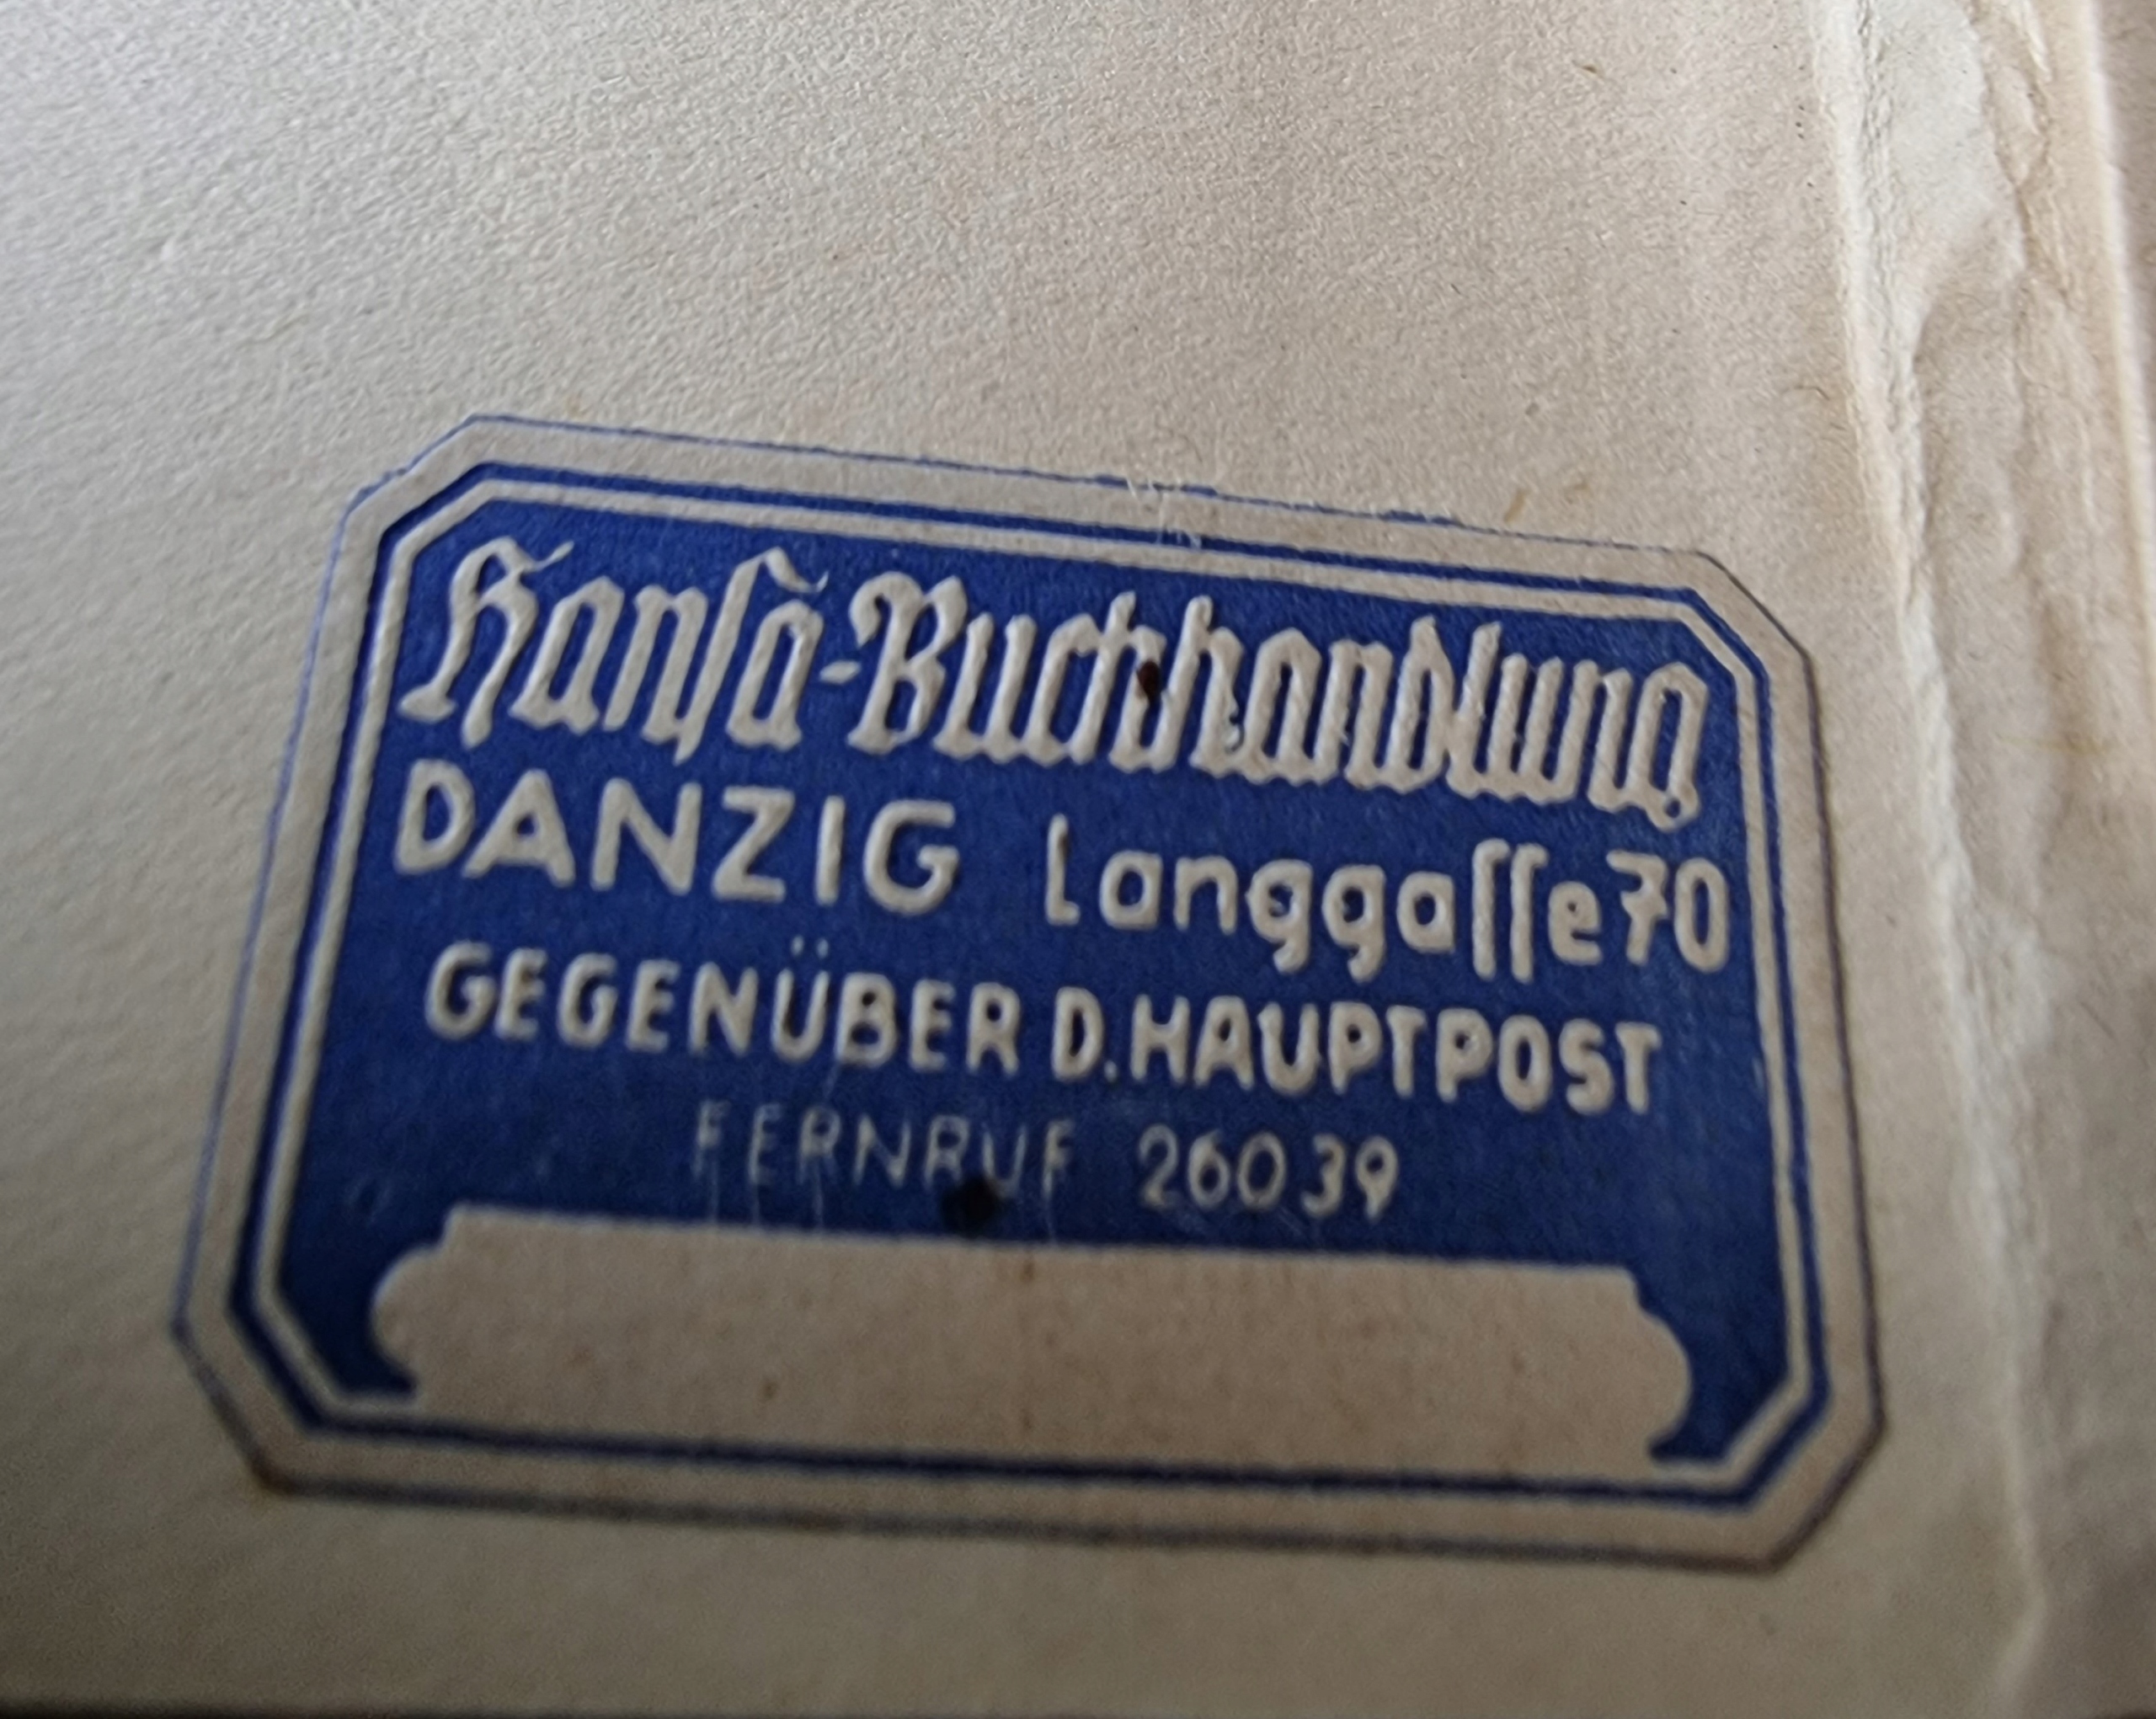 Hanſa-Buchhandlung
DANZIG Langgaſſe 70
GEGENÜBER D. HAUPTPOST
FERNRUF 26039